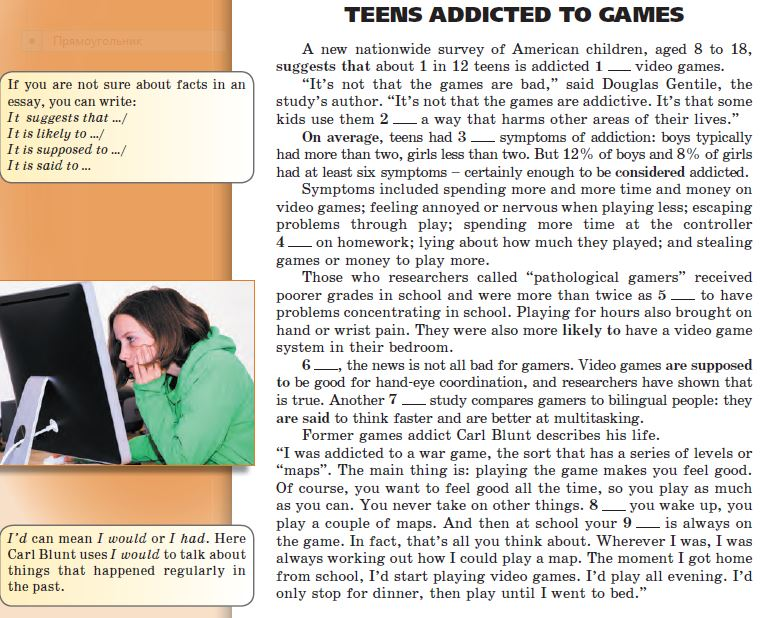 TEENS ADDICTED TO GAMES
Прямоугольник
If you are not sure about facts in an
essay, you can write:
It suggests that .../
It is likely to .../
It is supposed to .../
It is said to ...
A new nationwide survey of American children, aged 8 to 18,
suggests that about 1 in 12 teens is addicted 1 ___ video games.
“It’s not that the games are bad,” said Douglas Gentile, the
study’s author. “It’s not that the games are addictive. It’s that some
kids use them 2 ___ a way that harms other areas of their lives.”
On average, teens had 3 ___ symptoms of addiction: boys typically
had more than two, girls less than two. But 12% of boys and 8% of girls
had at least six symptoms – certainly enough to be considered addicted.
Symptoms included spending more and more time and money on
video games; feeling annoyed or nervous when playing less; escaping
problems through play; spending more time at the controller
4 ___ on homework; lying about how much they played; and stealing
games or money to play more.
Those who researchers called “pathological gamers” received
poorer grades in school and were more than twice as 5 ___ to have
problems concentrating in school. Playing for hours also brought on
hand or wrist pain. They were also more likely to have a video game
system in their bedroom.
6 ___, the news is not all bad for gamers. Video games are supposed
to be good for hand-eye coordination, and researchers have shown that
is true. Another 7 ___ study compares gamers to bilingual people: they
are said to think faster and are better at multitasking.
Former games addict Carl Blunt describes his life.
“I was addicted to a war game, the sort that has a series of levels or
“maps”. The main thing is: playing the game makes you feel good.
Of course, you want to feel good all the time, so you play as much
as you can. You never take on other things. 8 ___ you wake up, you
play a couple of maps. And then at school your 9 ___ is always on
the game. In fact, that’s all you think about. Wherever I was, I was
always working out how I could play a map. The moment I got home
from school, I’d start playing video games. I’d play all evening. I’d
only stop for dinner, then play until I went to bed.”
I’d can mean I would or I had. Here
Carl Blunt uses I would to talk about
things that happened regularly in
the past.